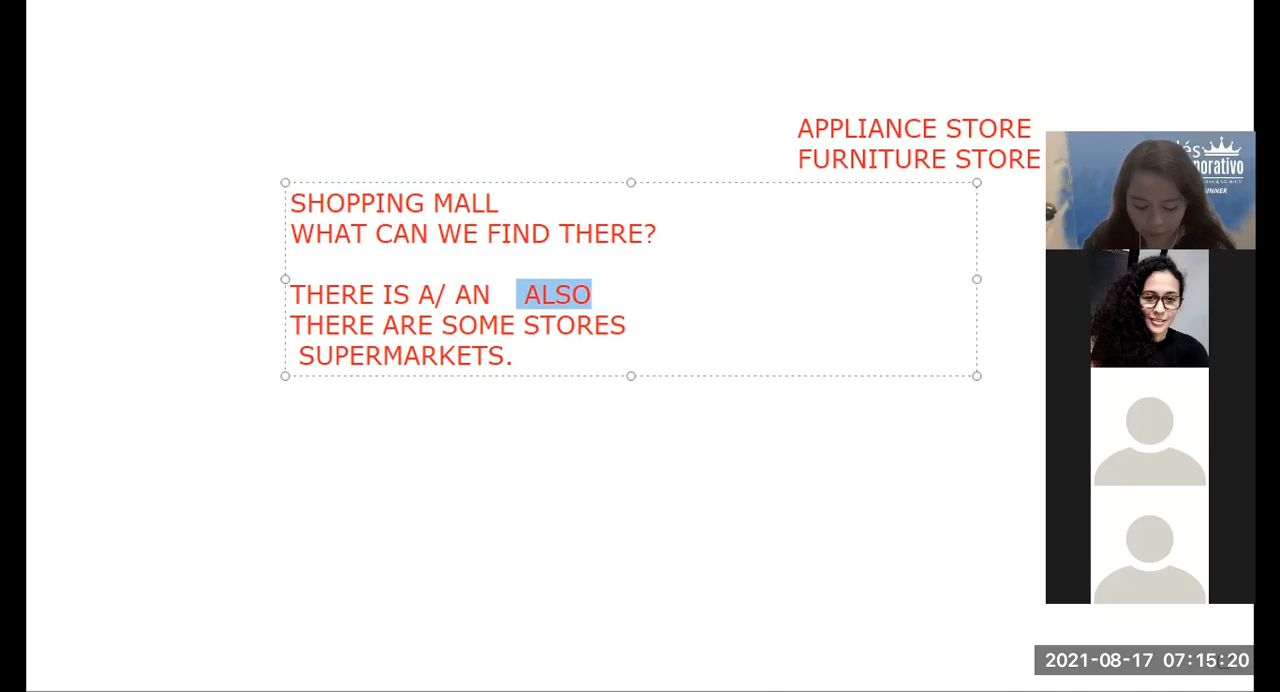 APPLIANCE STORE
FURNITURE STORE
SHOPPING MALL
WHAT CAN WE FIND THERE?
THERE IS A/ AN ALSO
THERE ARE SOME STORES
SUPERMARKETS.
2021-08-17 07:15:20